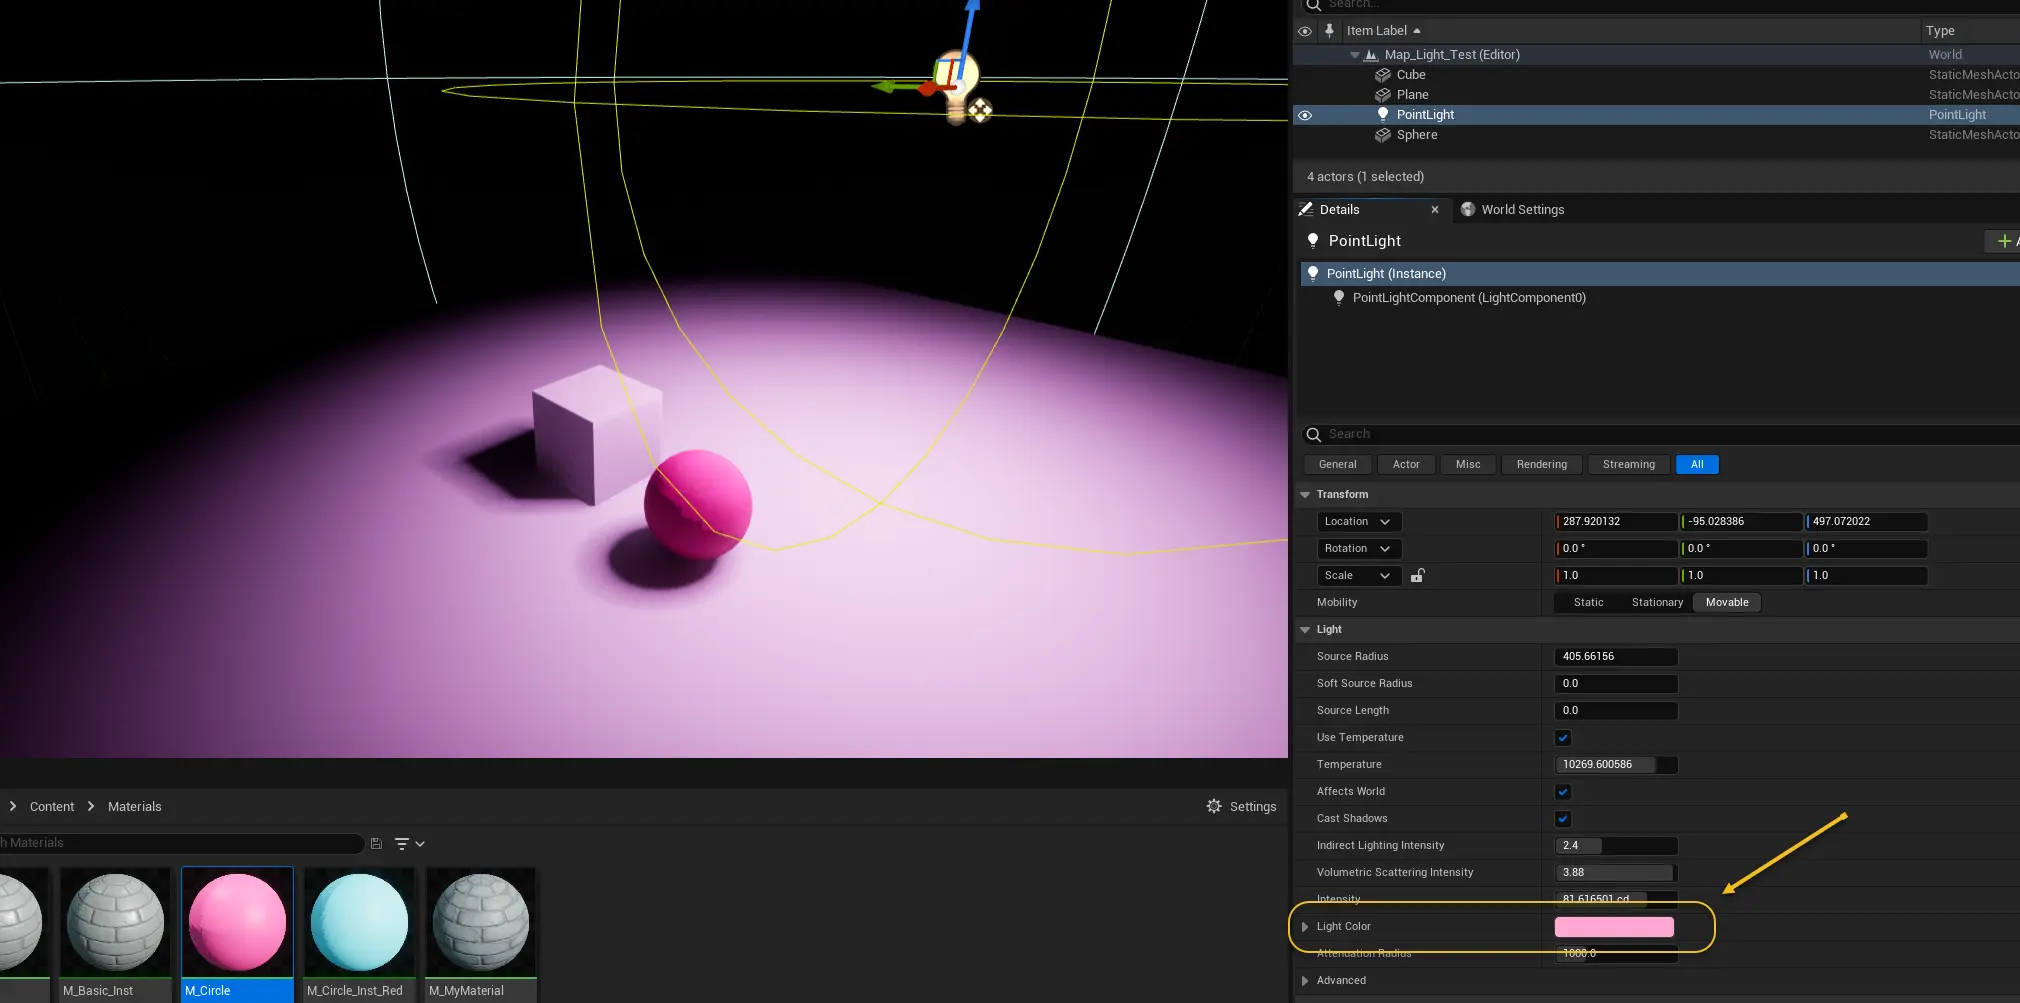 Search...
Item Label
Type
Map_Light_Test (Editor)
World
Cube
StaticMeshActo
Plane
StaticMeshActo
PointLight
PointLight
Sphere
StaticMeshActo
4 actors (1 selected)
Details
World Settings
PointLight
PointLight (Instance)
PointLightComponent (LightComponent0)
Search
General
Actor
Misc
Rendering
Streaming
All
Transform
Location
287.920132
-95.028386
497.072022
Rotation
0.0 °
0.0 °
0.0 °
Scale
1.0
1.0
1.0
Mobility
Static
Stationary
Movable
Light
Source Radius
405.66156
Soft Source Radius
0.0
Source Length
0.0
Use Temperature
Temperature
10269.600586
Affects World
Cast Shadows
Indirect Lighting Intensity
2.4
Volumetric Scattering Intensity
3.88
Intensity
81.616501 cd
Light Color
Attenuation Radius
1000.0
Advanced
Content
Materials
Settings
h Materials
M_Basic_Inst
M_Circle
M_Circle_Inst_Red
M_MyMaterial